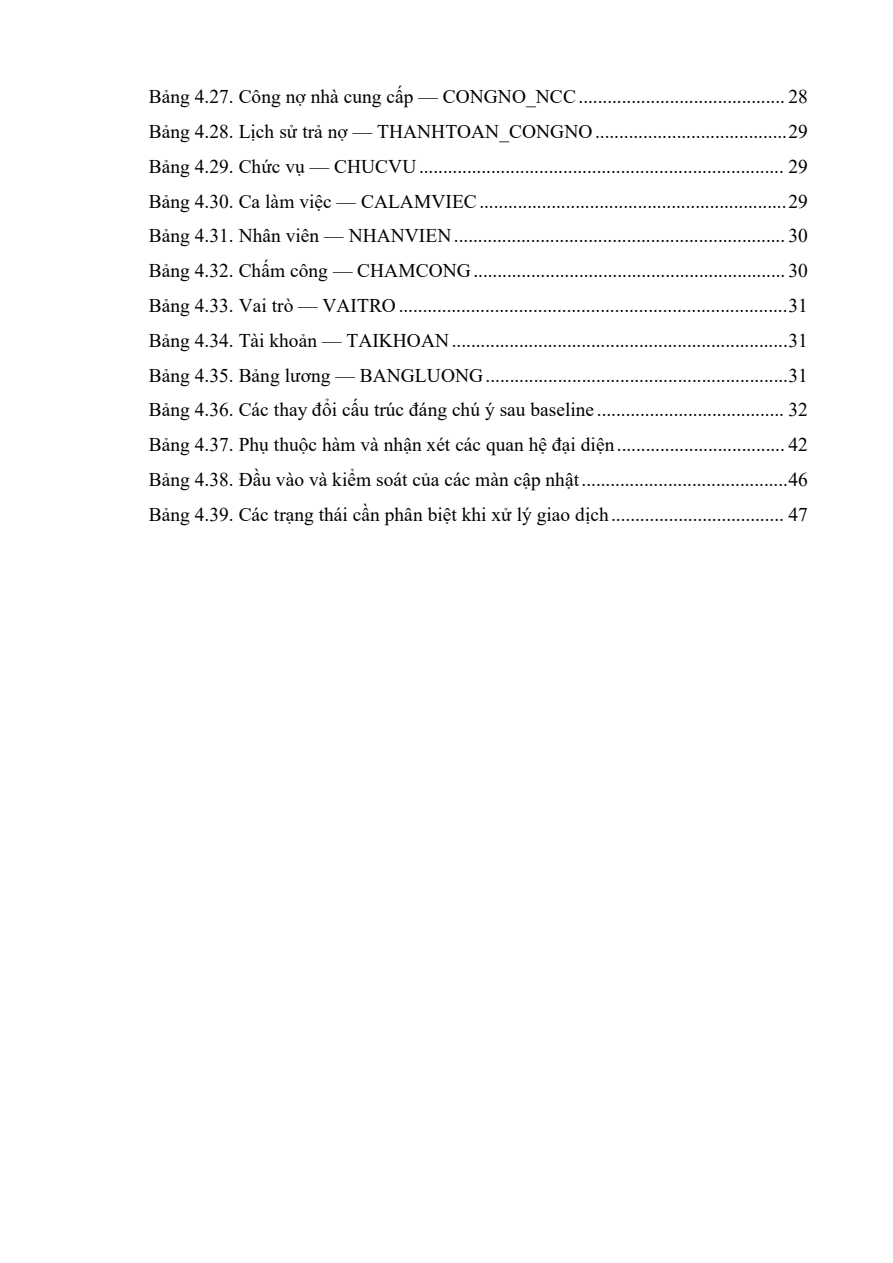 Bảng 4.27. Công nợ nhà cung cấp — CONGNO_NCC........................................... 28
Bảng 4.28. Lịch sử trả nợ — THANHTOAN_CONGNO........................................29
Bảng 4.29. Chức vụ — CHUCVU............................................................................ 29
Bảng 4.30. Ca làm việc — CALAMVIEC................................................................29
Bảng 4.31. Nhân viên — NHANVIEN..................................................................... 30
Bảng 4.32. Chấm công — CHAMCONG................................................................. 30
Bảng 4.33. Vai trò — VAITRO.................................................................................31
Bảng 4.34. Tài khoản — TAIKHOAN......................................................................31
Bảng 4.35. Bảng lương — BANGLUONG...............................................................31
Bảng 4.36. Các thay đổi cấu trúc đáng chú ý sau baseline....................................... 32
Bảng 4.37. Phụ thuộc hàm và nhận xét các quan hệ đại diện................................... 42
Bảng 4.38. Đầu vào và kiểm soát của các màn cập nhật...........................................46
Bảng 4.39. Các trạng thái cần phân biệt khi xử lý giao dịch.................................... 47